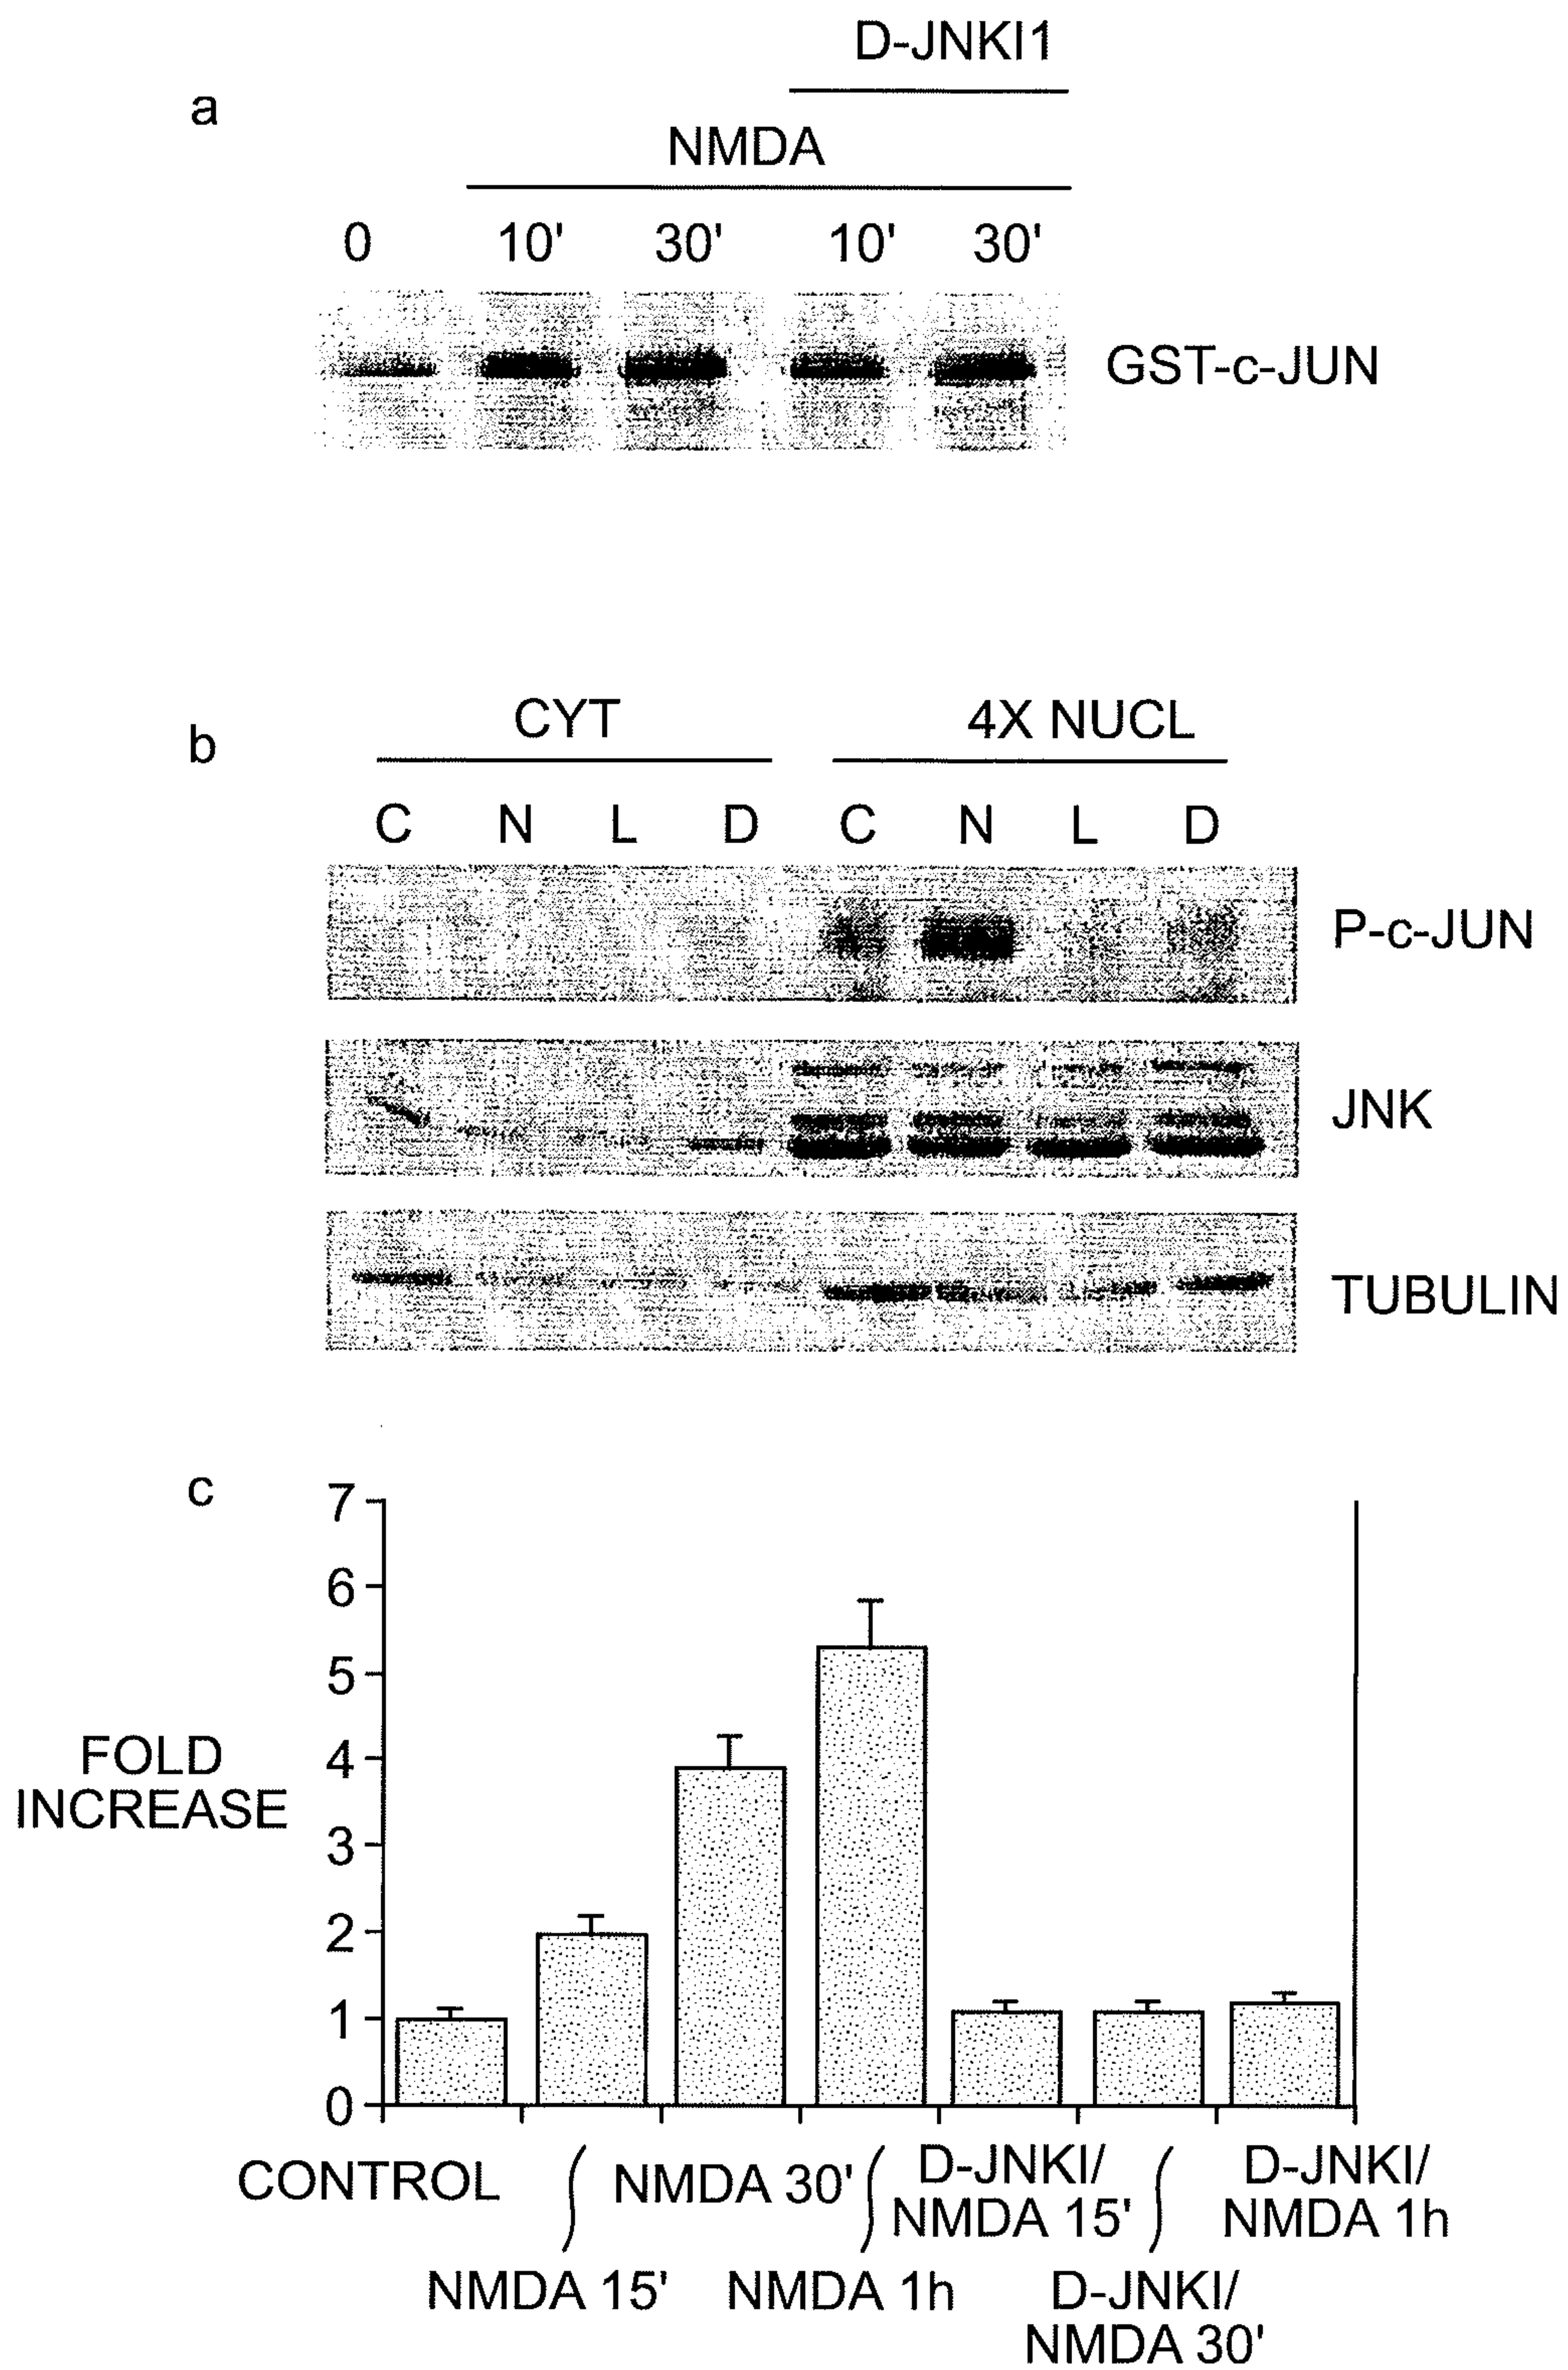 D-JNKI1
a
NMDA
0 10' 30' 10' 30'
GST-c-JUN
b
CYT 4X NUCL
C N L D C N L D
P-c-JUN
JNK
TUBULIN
c
7
6
5
4
3
2
1
0
FOLD
INCREASE
CONTROL
NMDA 15'
NMDA 30'
NMDA 1h
D-JNKI/
NMDA 15'
D-JNKI/
NMDA 30'
D-JNKI/
NMDA 1h